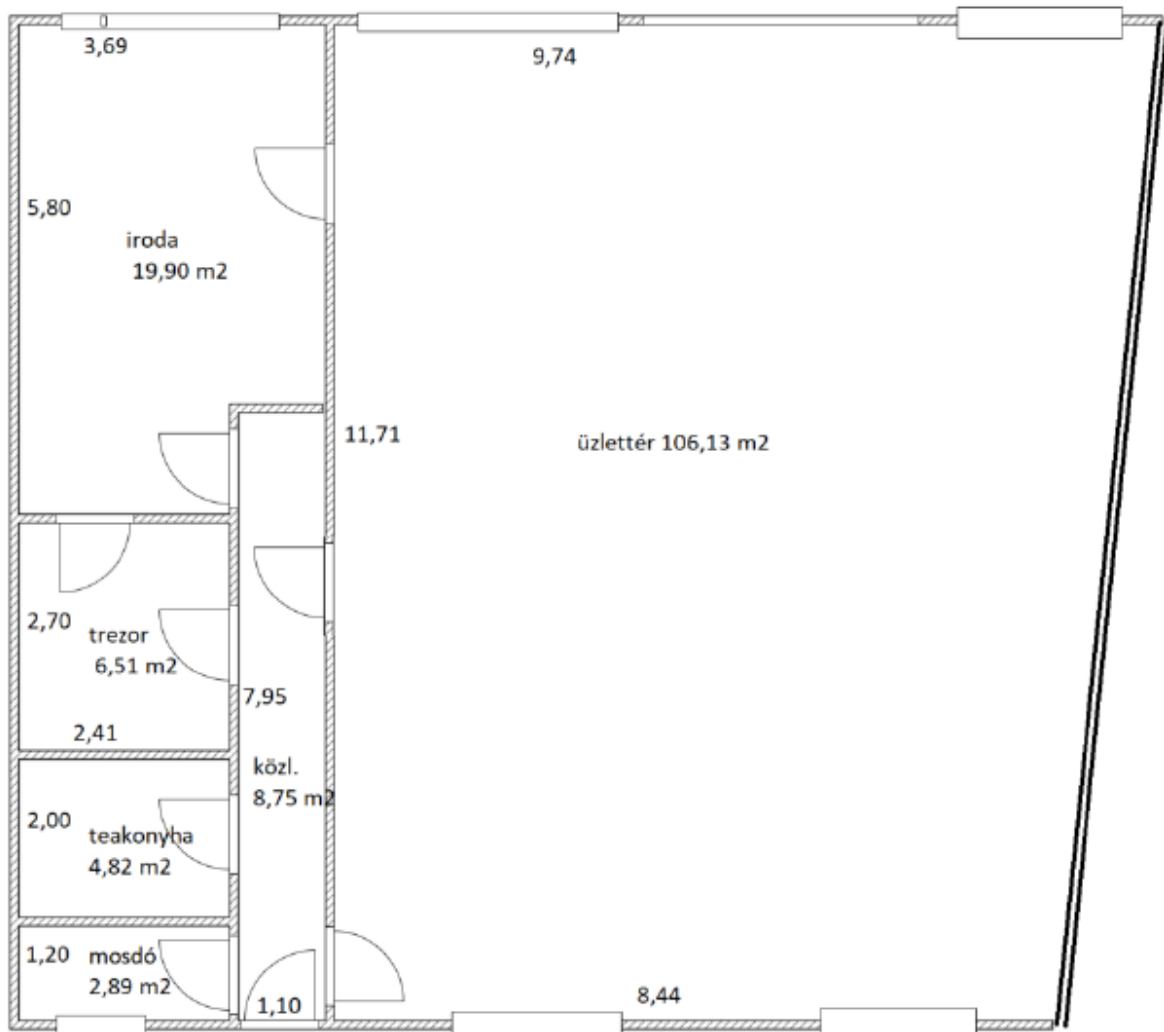 3,69
9,74
5,80
iroda
19,90 m2
11,71
üzlettér 106,13 m2
2,70
trezor
6,51 m2
7,95
2,41
közl.
8,75 m2
2,00
teakonyha
4,82 m2
1,20
mosdó
2,89 m2
1,10
8,44